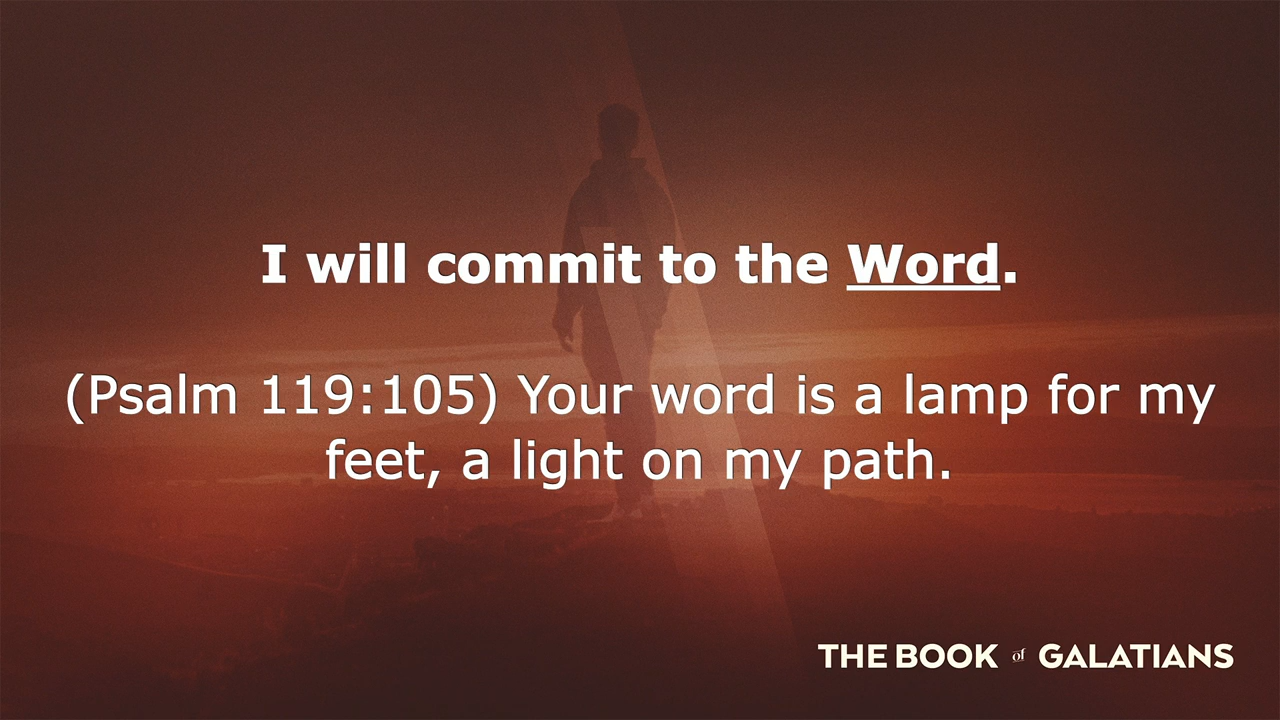 I will commit to the Word.
(Psalm 119:105) Your word is a lamp for my
feet, a light on my path.
THE BOOK of GALATIANS